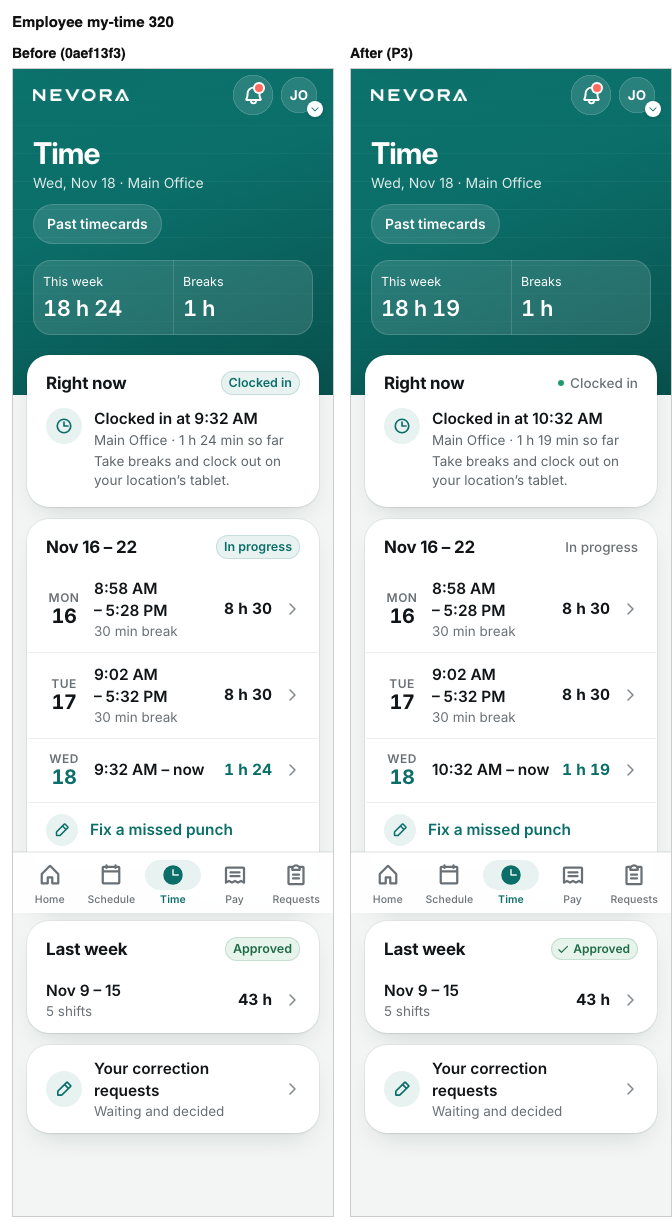 Employee my-time 320
Before (0aef13f3)
NEVORA
JO
Time
Wed, Nov 18 · Main Office
Past timecards
This week
Breaks
18 h 24
1 h
Right now
Clocked in
Clocked in at 9:32 AM
Main Office · 1 h 24 min so far
Take breaks and clock out on
your location’s tablet.
Nov 16 – 22
In progress
MON
16
8:58 AM
– 5:28 PM
30 min break
8 h 30
TUE
17
9:02 AM
– 5:32 PM
30 min break
8 h 30
WED
18
9:32 AM – now
1 h 24
Fix a missed punch
Home
Schedule
Time
Pay
Requests
Last week
Approved
Nov 9 – 15
5 shifts
43 h
Your correction
requests
Waiting and decided
After (P3)
NEVORA
JO
Time
Wed, Nov 18 · Main Office
Past timecards
This week
Breaks
18 h 19
1 h
Right now
Clocked in
Clocked in at 10:32 AM
Main Office · 1 h 19 min so far
Take breaks and clock out on
your location’s tablet.
Nov 16 – 22
In progress
MON
16
8:58 AM
– 5:28 PM
30 min break
8 h 30
TUE
17
9:02 AM
– 5:32 PM
30 min break
8 h 30
WED
18
10:32 AM – now
1 h 19
Fix a missed punch
Home
Schedule
Time
Pay
Requests
Last week
Approved
Nov 9 – 15
5 shifts
43 h
Your correction
requests
Waiting and decided